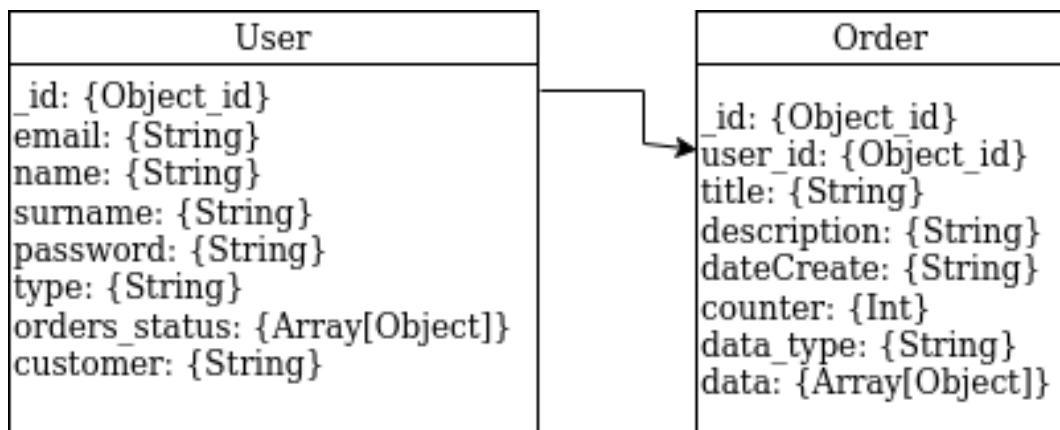 User
_id: {Object_id}
email: {String}
name: {String}
surname: {String}
password: {String}
type: {String}
orders_status: {Array[Object]}
customer: {String}
Order
_id: {Object_id}
user_id: {Object_id}
title: {String}
description: {String}
dateCreate: {String}
counter: {Int}
data_type: {String}
data: {Array[Object]}